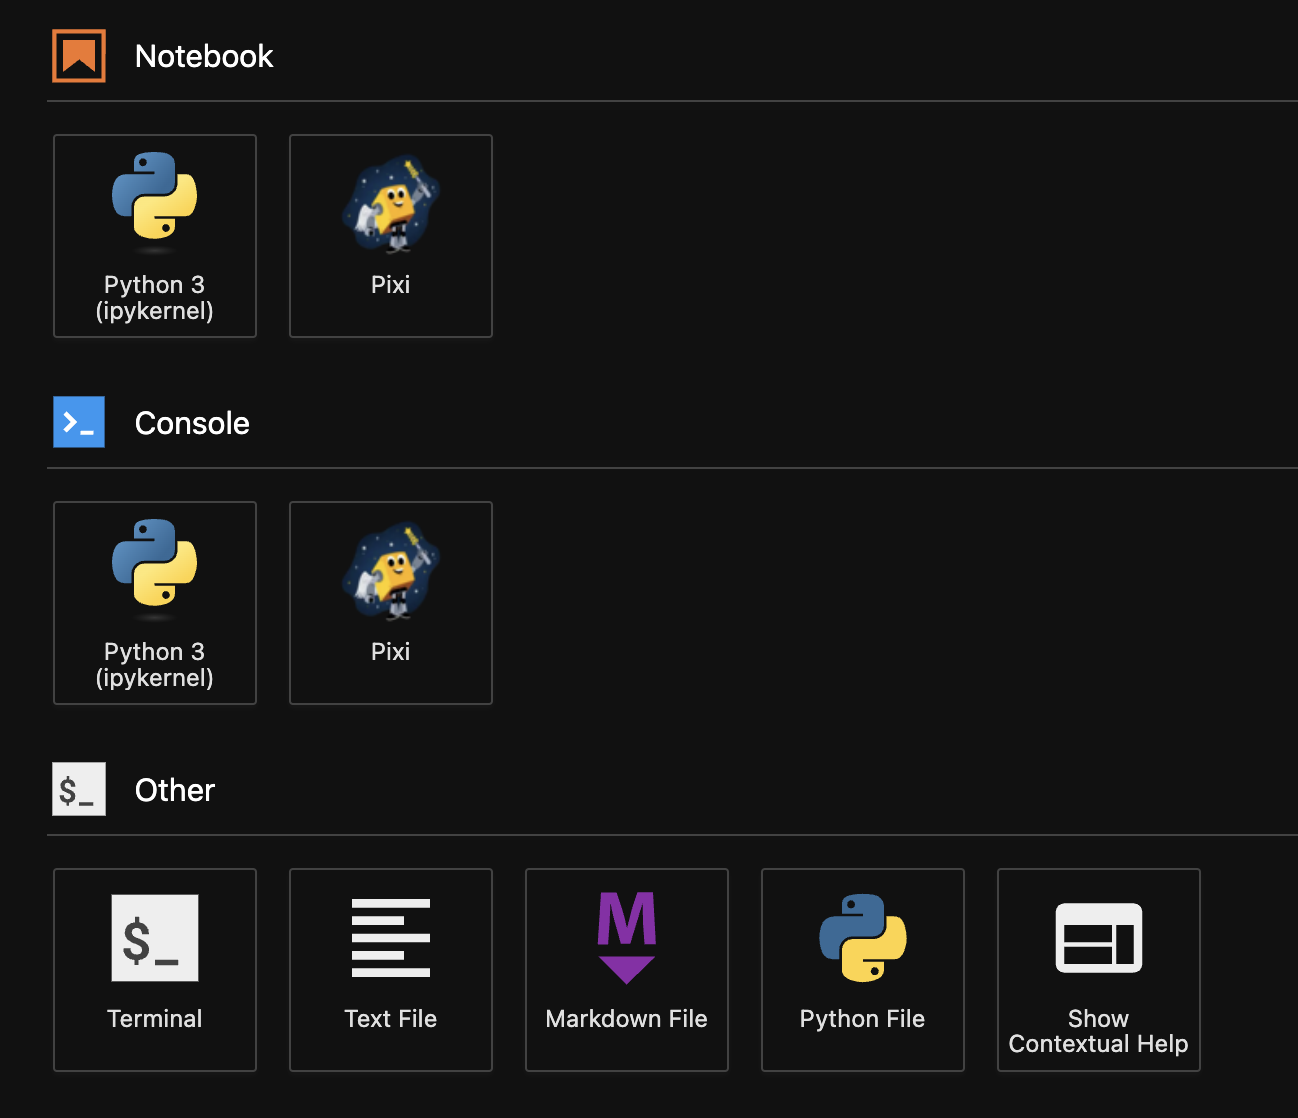 Notebook
Python 3
(ipykernel)
Pixi
>_ Console
Python 3
(ipykernel)
Pixi
$_ Other
$_
M
Terminal
Text File
Markdown File
Python File
Show
Contextual Help